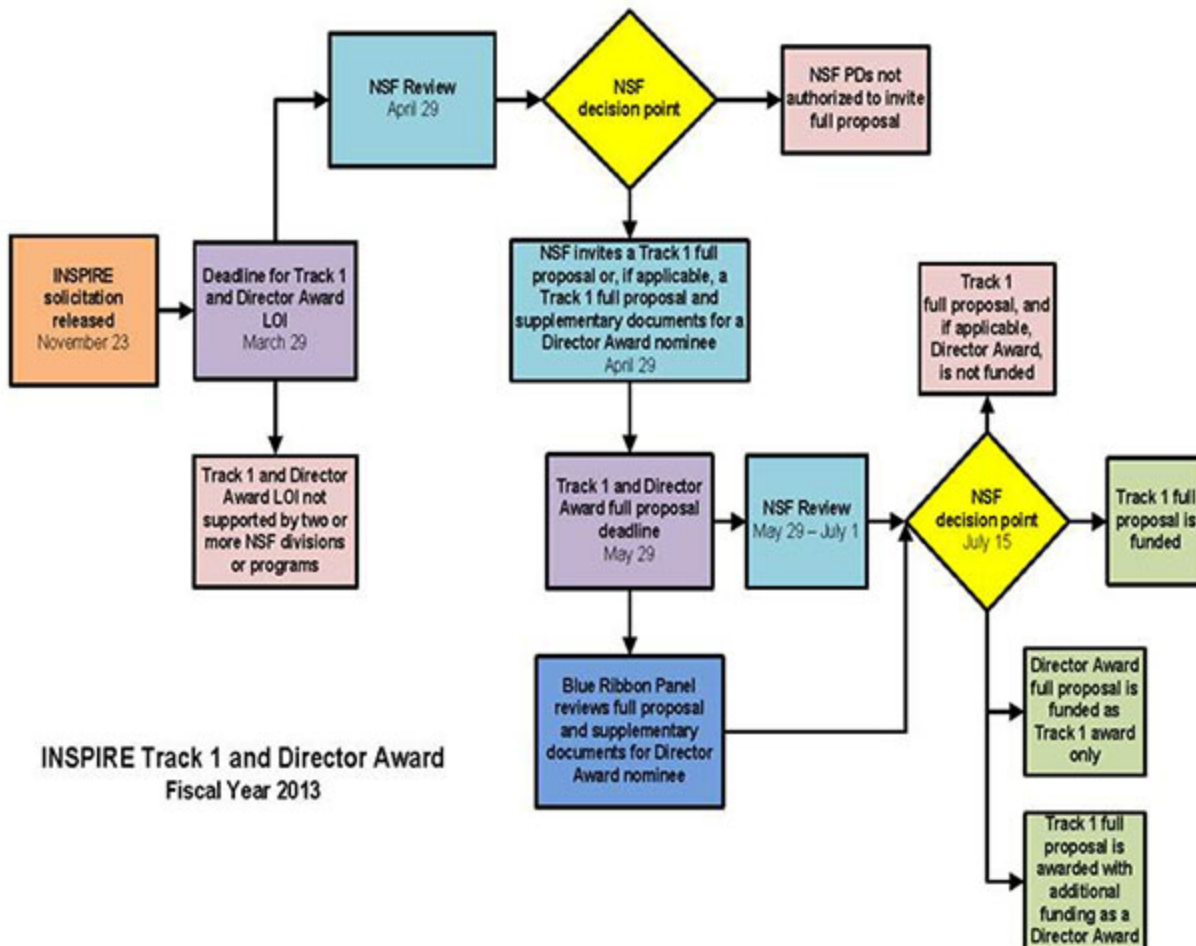 NSF Review
April 29
NSF
decision point
NSF PDs not
authorized to invite
full proposal
INSPIRE
solicitation
released
November 23
Deadline for Track 1
and Director Award
LOI
March 29
NSF invites a Track 1 full
proposal or, if applicable, a
Track 1 full proposal and
supplementary documents for a
Director Award nominee
April 29
Track 1
full proposal, and
if applicable,
Director Award,
is not funded
Track 1 and Director
Award LOI not
supported by two or
more NSF divisions
or programs
Track 1 and Director
Award full proposal
deadline
May 29
NSF Review
May 29 – July 1
NSF
decision point
July 15
Track 1 full
proposal is
funded
Blue Ribbon Panel
reviews full proposal
and supplementary
documents for Director
Award nominee
Director Award
full proposal is
funded as
Track 1 award
only
INSPIRE Track 1 and Director Award
Fiscal Year 2013
Track 1 full
proposal is
awarded with
additional
funding as a
Director Award